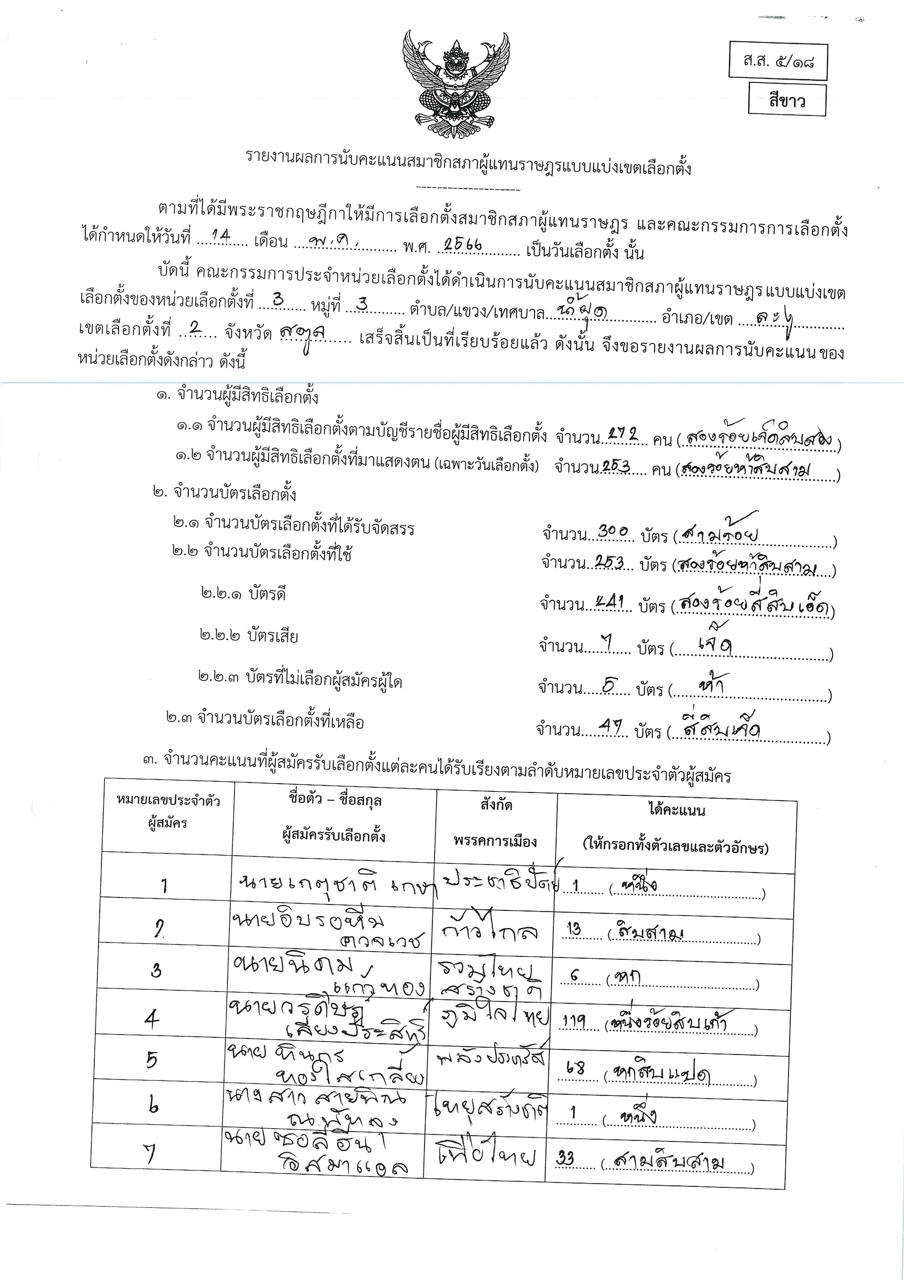 ส.ส. ๕/๑๘
สีขาว
รายงานผลการนับคะแนนสมาชิกสภาผู้แทนราษฎรแบบแบ่งเขตเลือกตั้ง
ตามที่ได้มีพระราชกฤษฎีกาให้มีการเลือกตั้งสมาชิกสภาผู้แทนราษฎร และคณะกรรมการการเลือกตั้ง
ได้กำหนดให้วันที่ 14 เดือน พ.ค. พ.ศ. 2566 เป็นวันเลือกตั้ง นั้น
บัดนี้ คณะกรรมการประจำหน่วยเลือกตั้งได้ดำเนินการนับคะแนนสมาชิกสภาผู้แทนราษฎรแบบแบ่งเขต
เลือกตั้งของหน่วยเลือกตั้งที่ 3 หมู่ที่ 3 ตำบล/แขวง/เทศบาล น้ำผุด อำเภอ/เขต ละงู
เขตเลือกตั้งที่ 2 จังหวัด สตูล เสร็จสิ้นเป็นที่เรียบร้อยแล้ว ดังนั้น จึงขอรายงานผลการนับคะแนนของ
หน่วยเลือกตั้งดังกล่าว ดังนี้
๑. จำนวนผู้มีสิทธิเลือกตั้ง
๑.๑ จำนวนผู้มีสิทธิเลือกตั้งตามบัญชีรายชื่อผู้มีสิทธิเลือกตั้ง จำนวน 272 คน (สองร้อยเจ็ดสิบสอง)
๑.๒ จำนวนผู้มีสิทธิเลือกตั้งที่มาแสดงตน (เฉพาะวันเลือกตั้ง) จำนวน 253 คน (สองร้อยห้าสิบสาม)
๒. จำนวนบัตรเลือกตั้ง
๒.๑ จำนวนบัตรเลือกตั้งที่ได้รับจัดสรร จำนวน 300 บัตร (สามร้อย)
๒.๒ จำนวนบัตรเลือกตั้งที่ใช้ จำนวน 253 บัตร (สองร้อยห้าสิบสาม)
๒.๒.๑ บัตรดี จำนวน 241 บัตร (สองร้อยสี่สิบเอ็ด)
๒.๒.๒ บัตรเสีย จำนวน 7 บัตร (เจ็ด)
๒.๒.๓ บัตรที่ไม่เลือกผู้สมัครผู้ใด จำนวน 5 บัตร (ห้า)
๒.๓ จำนวนบัตรเลือกตั้งที่เหลือ จำนวน 47 บัตร (สี่สิบเจ็ด)
๓. จำนวนคะแนนที่ผู้สมัครรับเลือกตั้งแต่ละคนได้รับเรียงตามลำดับหมายเลขประจำตัวผู้สมัคร
หมายเลขประจำตัว ชื่อตัว – ชื่อสกุล สังกัด ได้คะแนน
ผู้สมัคร ผู้สมัครรับเลือกตั้ง พรรคการเมือง (ให้กรอกทั้งตัวเลขและตัวอักษร)
1 นายเกตุชาติ เกษา ประชาธิปัตย์ 1 (หนึ่ง)
2 นายอิบรอหีม ก้าวไกล 13 (สิบสาม)
3 นายนิคม รวมไทย 6 (หก)
แก้วทอง สร้างชาติ
4 นายวรศิษฎ์ ภูมิใจไทย 119 (หนึ่งร้อยสิบเก้า)
เลียงประสิทธิ์
5 นาย พลังประชารัฐ 68 (หกสิบแปด)
6 นางสาว สายพิณ ไทยสร้างชาติ 1 (หนึ่ง)
ณ พัทลุง
7 นาย เพื่อไทย 33 (สามสิบสาม)
อิสมาแอล